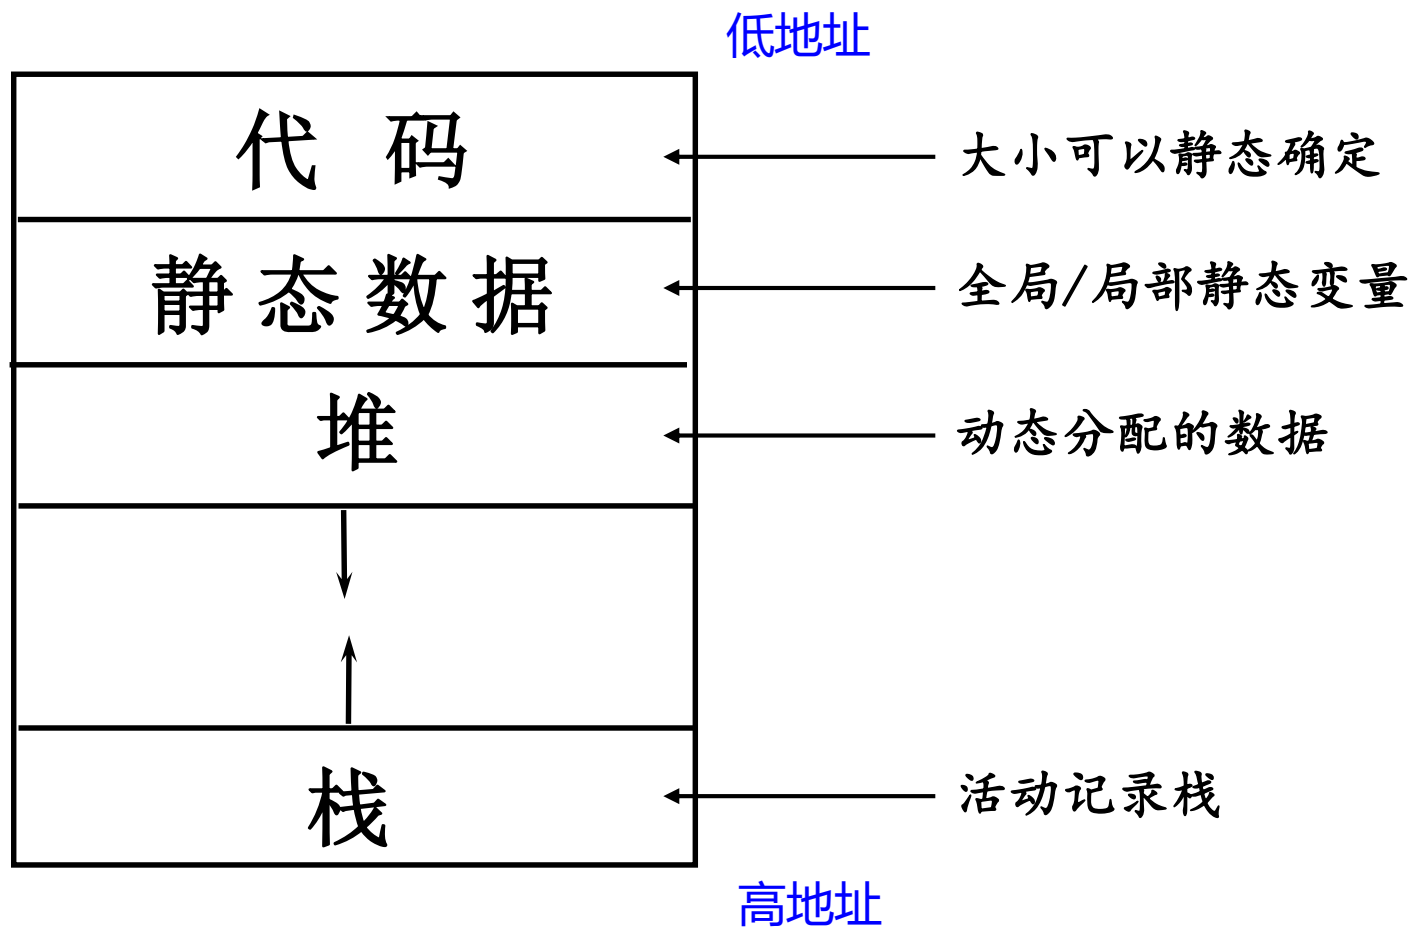 低地址
代 码
大小可以静态确定
静态数据
全局/局部静态变量
堆
动态分配的数据
栈
活动记录栈
高地址